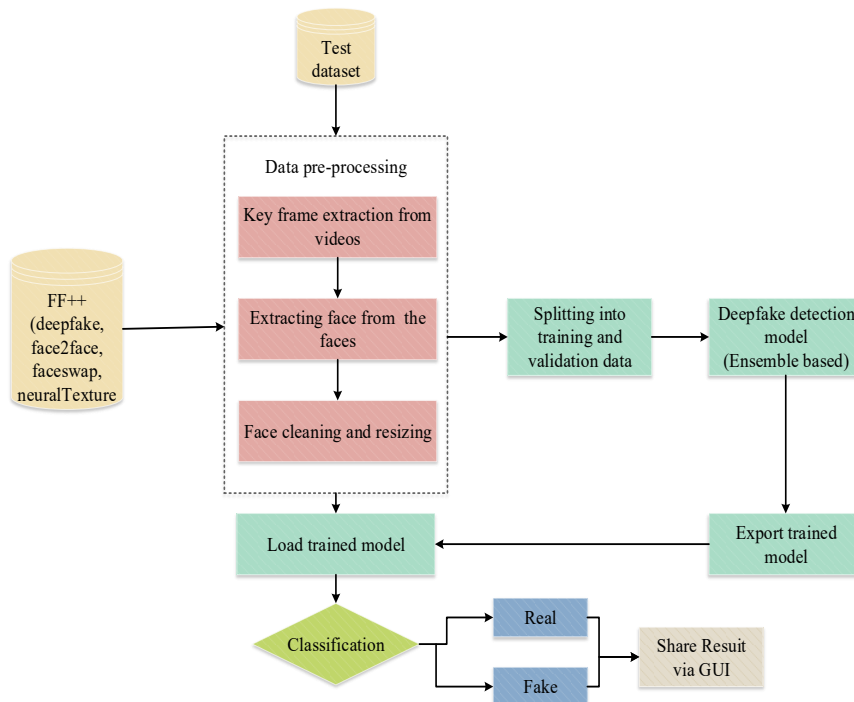 Test
dataset
Data pre-processing
Key frame extraction from
videos
FF++
(deepfake,
face2face,
faceswap,
neuralTexture
Extracting face from the
faces
Splitting into
training and
validation data
Deepfake detection
model
(Ensemble based)
Face cleaning and resizing
Load trained model
Export trained
model
Classification
Real
Fake
Share Resuit
via GUI